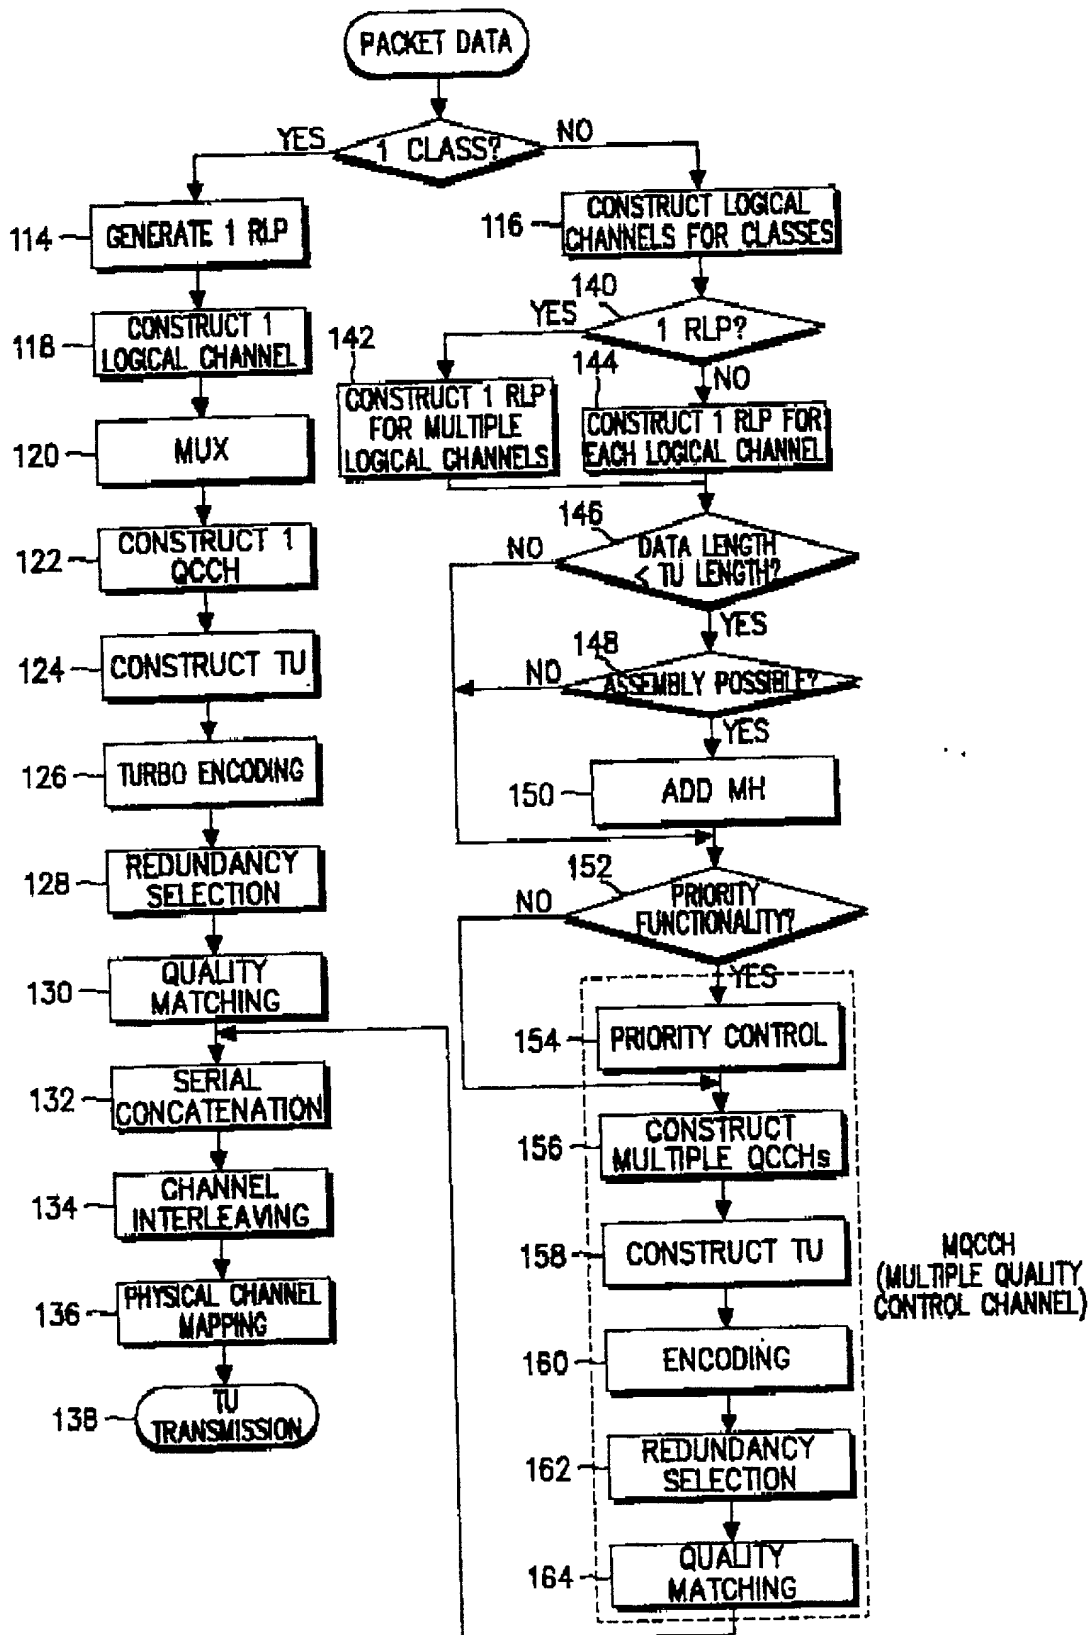 PACKET DATA
1 CLASS?
YES
NO
114
GENERATE 1 RLP
118
CONSTRUCT 1
LOGICAL CHANNEL
120
MUX
122
CONSTRUCT 1
QCCH
124
CONSTRUCT TU
126
TURBO ENCODING
128
REDUNDANCY
SELECTION
130
QUALITY
MATCHING
132
SERIAL
CONCATENATION
134
CHANNEL
INTERLEAVING
136
PHYSICAL CHANNEL
MAPPING
138
TU
TRANSMISSION
116
CONSTRUCT LOGICAL
CHANNELS FOR CLASSES
140
1 RLP?
YES
NO
142
CONSTRUCT 1 RLP
FOR MULTIPLE
LOGICAL CHANNELS
144
CONSTRUCT 1 RLP FOR
EACH LOGICAL CHANNEL
146
DATA LENGTH
< TU LENGTH?
NO
YES
148
ASSEMBLY POSSIBLE?
NO
YES
150
ADD MH
152
PRIORITY
FUNCTIONALITY?
NO
YES
154
PRIORITY CONTROL
156
CONSTRUCT
MULTIPLE QCCHs
158
CONSTRUCT TU
160
ENCODING
162
REDUNDANCY
SELECTION
164
QUALITY
MATCHING
MQCCH
(MULTIPLE QUALITY
CONTROL CHANNEL)